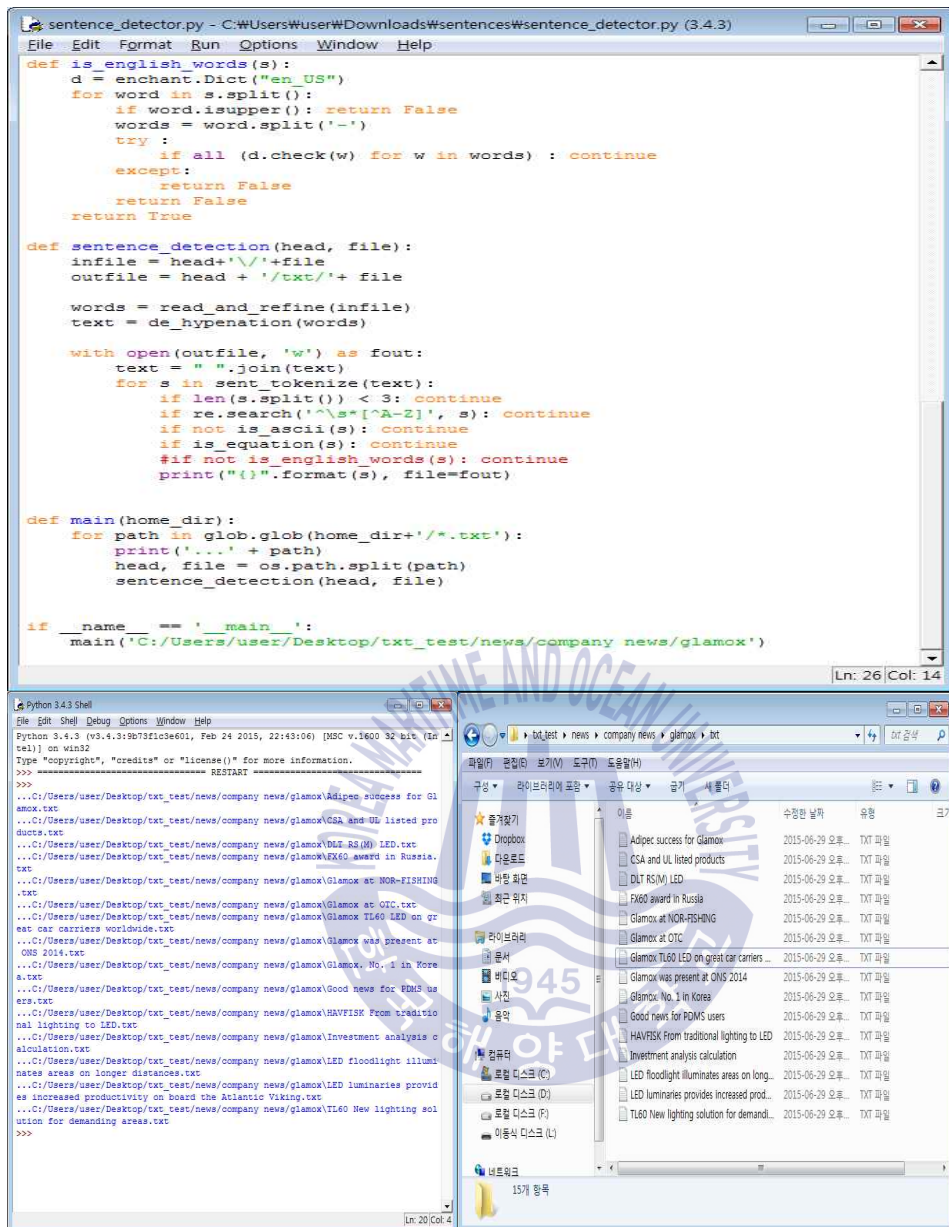 sentence_detector.py - C:₩Users₩user₩Downloads₩sentences₩sentence_detector.py (3.4.3)
File Edit Format Run Options Window Help
def is_english_words(s):
    d = enchant.Dict("en_US")
    for word in s.split():
        if word.isupper(): return False
        words = word.split('-')
        try :
            if all (d.check(w) for w in words) : continue
        except:
            return False
        return False
    return True
def sentence_detection(head, file):
    infile = head+'\/'+file
    outfile = head + '/txt/'+ file
    words = read_and_refine(infile)
    text = de_hypenation(words)
    with open(outfile, 'w') as fout:
        text = " ".join(text)
        for s in sent_tokenize(text):
            if len(s.split()) < 3: continue
            if re.search('^\s*[^A-Z]', s): continue
            if not is_ascii(s): continue
            if is_equation(s): continue
            #if not is_english_words(s): continue
            print("{}".format(s), file=fout)
def main(home_dir):
    for path in glob.glob(home_dir+'/*.txt'):
        print('...' + path)
        head, file = os.path.split(path)
        sentence_detection(head, file)
if __name__ == '__main__':
    main('C:/Users/user/Desktop/txt_test/news/company news/glamox')
Ln: 26 Col: 14
Python 3.4.3 Shell
File Edit Shell Debug Options Window Help
Python 3.4.3 (v3.4.3:9b73f1c3e601, Feb 24 2015, 22:43:06) [MSC v.1600 32 bit (In
tel)] on win32
Type "copyright", "credits" or "license()" for more information.
>>> ================================ RESTART ================================
>>>
...C:/Users/user/Desktop/txt_test/news/company news/glamox\Adipec success for Gl
amox.txt
...C:/Users/user/Desktop/txt_test/news/company news/glamox\CSA and UL listed pro
ducts.txt
...C:/Users/user/Desktop/txt_test/news/company news/glamox\DLT RS(M) LED.txt
...C:/Users/user/Desktop/txt_test/news/company news/glamox\FX60 award in Russia.
txt
...C:/Users/user/Desktop/txt_test/news/company news/glamox\Glamox at NOR-FISHING
.txt
...C:/Users/user/Desktop/txt_test/news/company news/glamox\Glamox at OTC.txt
...C:/Users/user/Desktop/txt_test/news/company news/glamox\Glamox TL60 LED on gr
eat car carriers worldwide.txt
...C:/Users/user/Desktop/txt_test/news/company news/glamox\Glamox was present at
 ONS 2014.txt
...C:/Users/user/Desktop/txt_test/news/company news/glamox\Glamox. No. 1 in Kore
a.txt
...C:/Users/user/Desktop/txt_test/news/company news/glamox\Good news for PDMS us
ers.txt
...C:/Users/user/Desktop/txt_test/news/company news/glamox\HAVFISK From traditio
nal lighting to LED.txt
...C:/Users/user/Desktop/txt_test/news/company news/glamox\Investment analysis c
alculation.txt
...C:/Users/user/Desktop/txt_test/news/company news/glamox\LED floodlight illumi
nates areas on longer distances.txt
...C:/Users/user/Desktop/txt_test/news/company news/glamox\LED luminaries provid
es increased productivity on board the Atlantic Viking.txt
...C:/Users/user/Desktop/txt_test/news/company news/glamox\TL60 New lighting sol
ution for demanding areas.txt
>>>
Ln: 20 Col: 4
txt_test ▸ news ▸ company news ▸ glamox ▸ txt
txt 검색
파일(F) 편집(E) 보기(V) 도구(T) 도움말(H)
구성 라이브러리에 포함 공유 대상 굽기 새 폴더
즐겨찾기
Dropbox
다운로드
바탕 화면
최근 위치
라이브러리
문서
비디오
사진
음악
컴퓨터
로컬 디스크 (C:)
로컬 디스크 (D:)
로컬 디스크 (F:)
이동식 디스크 (L:)
네트워크
이름 수정한 날짜 유형 크기
Adipec success for Glamox 2015-06-29 오후... TXT 파일
CSA and UL listed products 2015-06-29 오후... TXT 파일
DLT RS(M) LED 2015-06-29 오후... TXT 파일
FX60 award in Russia 2015-06-29 오후... TXT 파일
Glamox at NOR-FISHING 2015-06-29 오후... TXT 파일
Glamox at OTC 2015-06-29 오후... TXT 파일
Glamox TL60 LED on great car carriers ... 2015-06-29 오후... TXT 파일
Glamox was present at ONS 2014 2015-06-29 오후... TXT 파일
Glamox. No. 1 in Korea 2015-06-29 오후... TXT 파일
Good news for PDMS users 2015-06-29 오후... TXT 파일
HAVFISK From traditional lighting to LED 2015-06-29 오후... TXT 파일
Investment analysis calculation 2015-06-29 오후... TXT 파일
LED floodlight illuminates areas on long... 2015-06-29 오후... TXT 파일
LED luminaries provides increased prod... 2015-06-29 오후... TXT 파일
TL60 New lighting solution for demandi... 2015-06-29 오후... TXT 파일
15개 항목
MARITIME AND OCEAN UNIVERSITY
1945